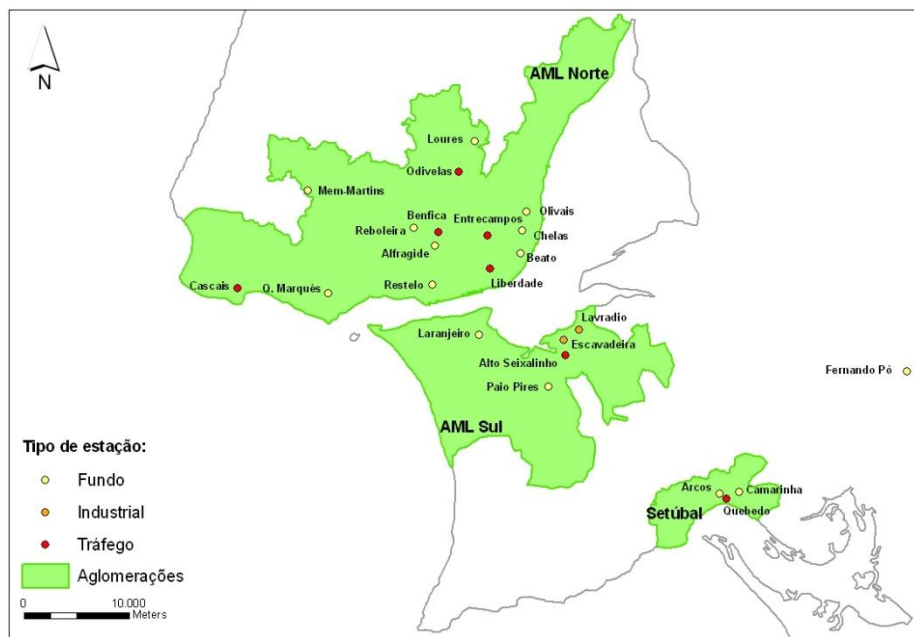 N
AML Norte
Loures
Odivelas
Mem-Martins
Olivais
Benfica
Entrecampos
Reboleira
Chelas
Alfragide
Beato
Cascais
Q. Marquês
Restelo
Liberdade
Lavradio
Laranjeiro
Escavadeira
Alto Seixalinho
Fernando Pó
Paio Pires
AML Sul
Tipo de estação:
Fundo
Industrial
Tráfego
Aglomerações
Arcos
Camarinha
Setúbal
Quebedo
0 10.000
Meters